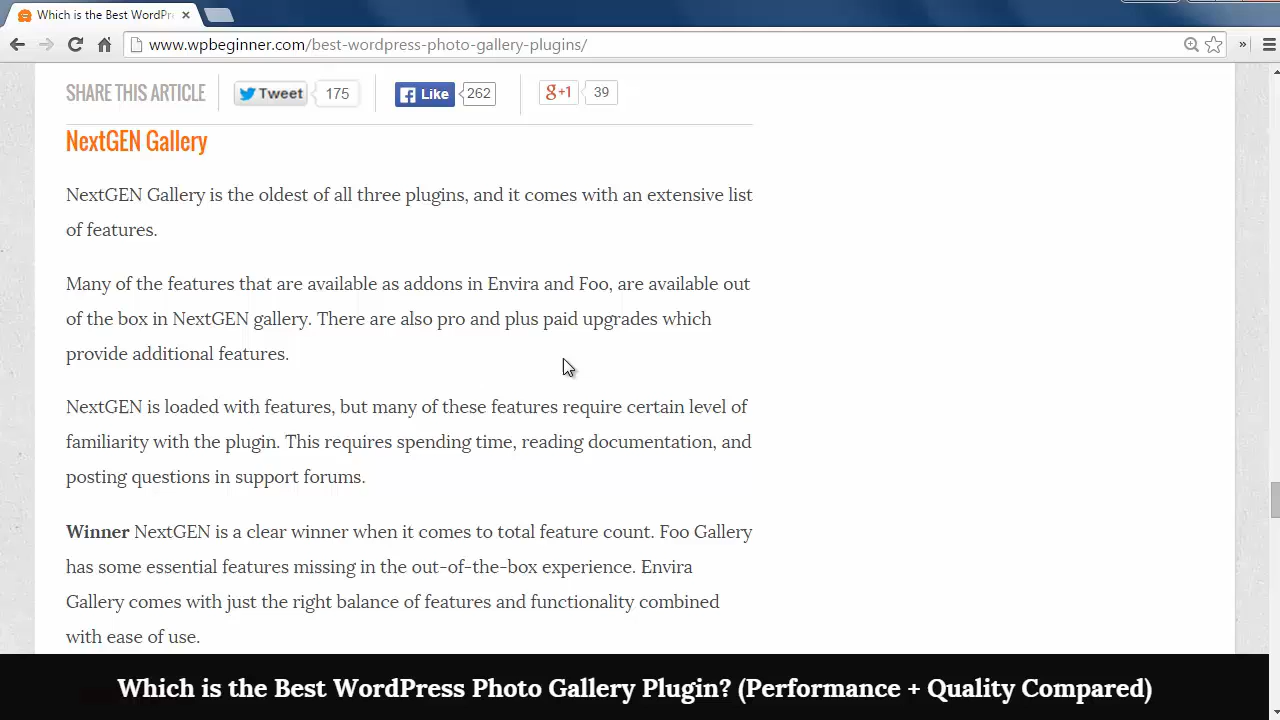 Which is the Best WordPr
www.wpbeginner.com/best-wordpress-photo-gallery-plugins/
SHARE THIS ARTICLE Tweet 175 Like 262 g+1 39
NextGEN Gallery
NextGEN Gallery is the oldest of all three plugins, and it comes with an extensive list
of features.
Many of the features that are available as addons in Envira and Foo, are available out
of the box in NextGEN gallery. There are also pro and plus paid upgrades which
provide additional features.
NextGEN is loaded with features, but many of these features require certain level of
familiarity with the plugin. This requires spending time, reading documentation, and
posting questions in support forums.
Winner NextGEN is a clear winner when it comes to total feature count. Foo Gallery
has some essential features missing in the out-of-the-box experience. Envira
Gallery comes with just the right balance of features and functionality combined
with ease of use.
Which is the Best WordPress Photo Gallery Plugin? (Performance + Quality Compared)